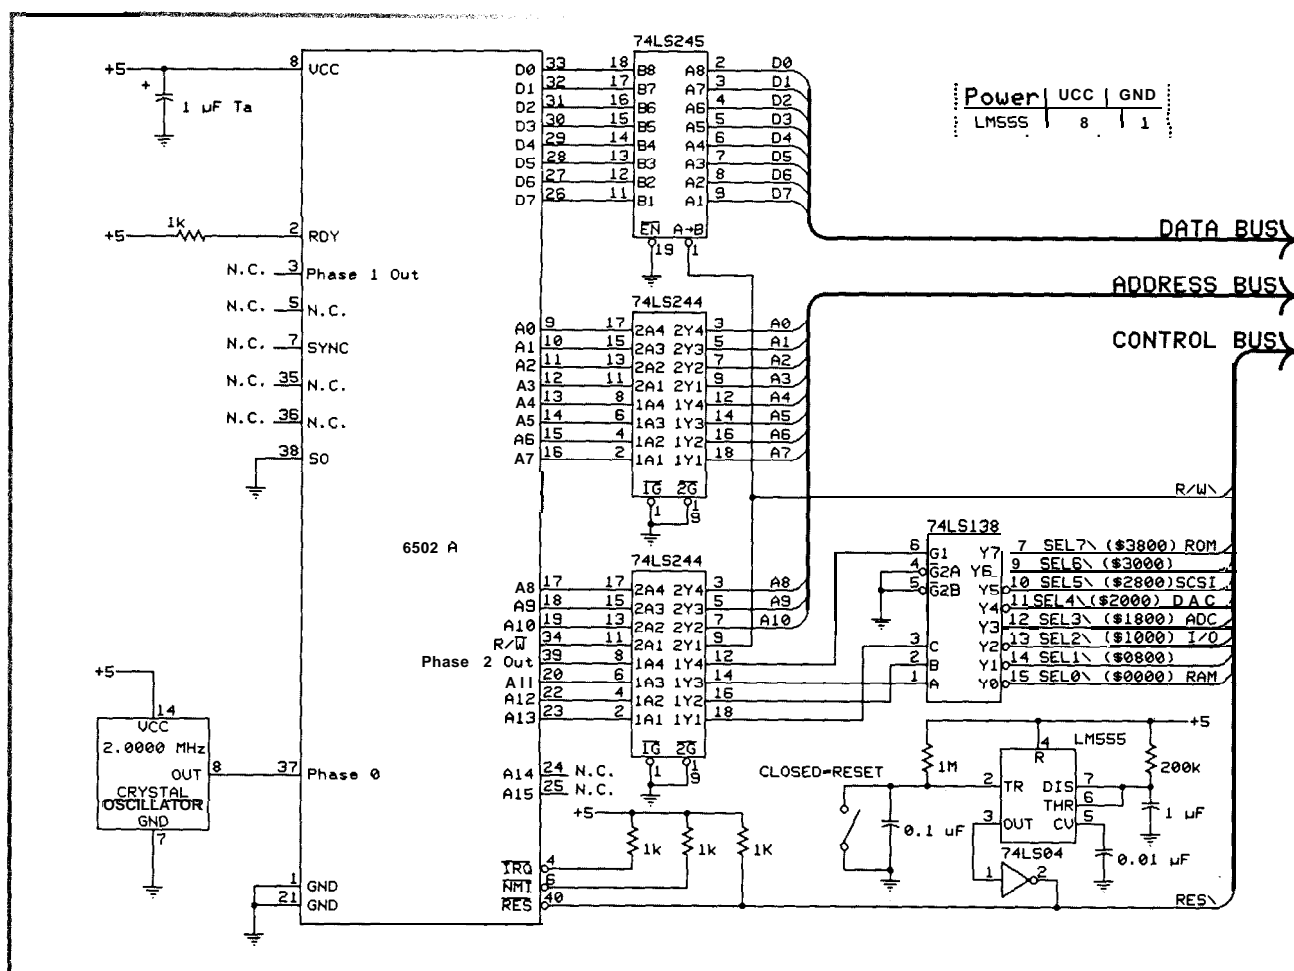 74LS245
+5 8 VCC
+
1 µF Ta
D0 33 18 B8 A8 2 D0
D1 32 17 B7 A7 3 D1
D2 31 16 B6 A6 4 D2
D3 30 15 B5 A5 5 D3
D4 29 14 B4 A4 6 D4
D5 28 13 B3 A3 7 D5
D6 27 12 B2 A2 8 D6
D7 26 11 B1 A1 9 D7
EN A→B
19 1
Power UCC GND
LM555 8 1
DATA BUS\
ADDRESS BUS\
CONTROL BUS\
1k
+5 2 RDY
N.C. 3 Phase 1 Out
N.C. 5 N.C.
N.C. 7 SYNC
N.C. 35 N.C.
N.C. 36 N.C.
38 SO
74LS244
A0 9 17 2A4 2Y4 3 A0
A1 10 15 2A3 2Y3 5 A1
A2 11 13 2A2 2Y2 7 A2
A3 12 11 2A1 2Y1 9 A3
A4 13 8 1A4 1Y4 12 A4
A5 14 6 1A3 1Y3 14 A5
A6 15 4 1A2 1Y2 16 A6
A7 16 2 1A1 1Y1 18 A7
1G 2G
1 19
R/W\
6502 A
74LS244
A8 17 17 2A4 2Y4 3 A8
A9 18 15 2A3 2Y3 5 A9
A10 19 13 2A2 2Y2 7 A10
R/W 34 11 2A1 2Y1 9
Phase 2 Out 39 8 1A4 1Y4 12
A11 20 6 1A3 1Y3 14
A12 22 4 1A2 1Y2 16
A13 23 2 1A1 1Y1 18
1G 2G
1 19
A14 24 N.C.
A15 25 N.C.
74LS138
6 G1 Y7 7 SEL7\ ($3800) ROM
4 G2A Y6 9 SEL6\ ($3000)
5 G2B Y5 10 SEL5\ ($2800)SCSI
Y4 11 SEL4\ ($2000) DAC
Y3 12 SEL3\ ($1800) ADC
3 C Y2 13 SEL2\ ($1000) I/O
2 B Y1 14 SEL1\ ($0800)
1 A Y0 15 SEL0\ ($0000) RAM
+5
14
VCC
2.0000 MHz
OUT 8 37 Phase 0
CRYSTAL
OSCILLATOR
GND
7
+5
1k 1k 1K
IRQ 4
NMI 6
RES 40
1 GND
21 GND
+5
4 LM555
R
1M 200k
CLOSED=RESET
2 TR DIS 7
THR 6
3 OUT CV 5
1 µF
0.1 uF
0.01 µF
74LS04
1 2
RES\